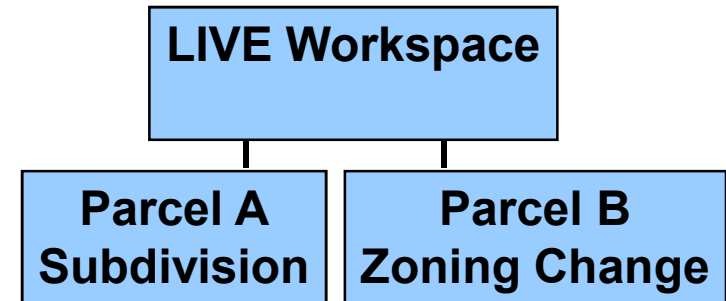 LIVE Workspace
Parcel A
Subdivision
Parcel B
Zoning Change